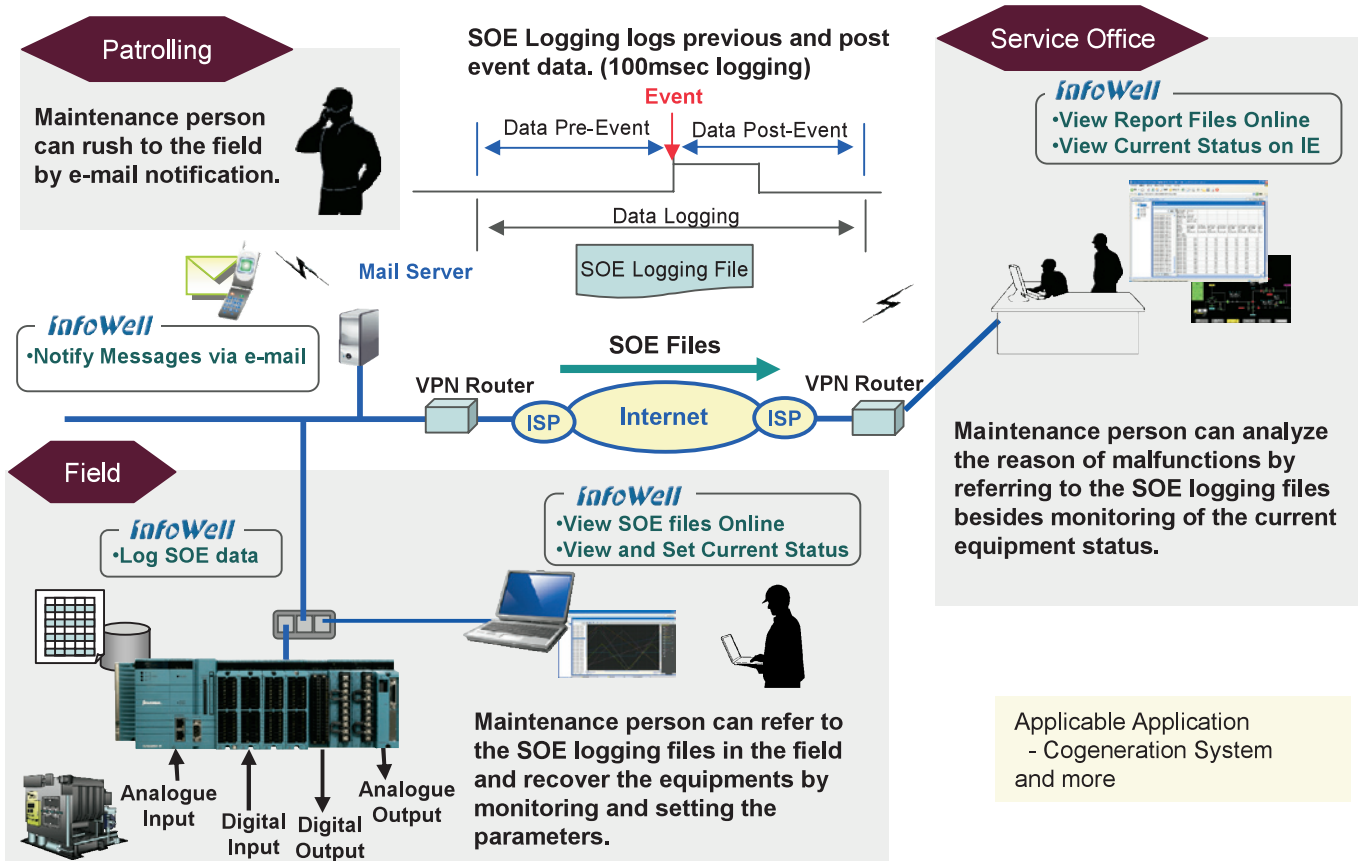 Patrolling
Maintenance person
can rush to the field
by e-mail notification.
SOE Logging logs previous and post
event data. (100msec logging)
Event
Data Pre-Event
Data Post-Event
Data Logging
SOE Logging File
Service Office
InfoWell
•View Report Files Online
•View Current Status on IE
Mail Server
InfoWell
•Notify Messages via e-mail
SOE Files
VPN Router
ISP
Internet
ISP
VPN Router
Maintenance person can analyze
the reason of malfunctions by
referring to the SOE logging files
besides monitoring of the current
equipment status.
Field
InfoWell
•Log SOE data
InfoWell
•View SOE files Online
•View and Set Current Status
Analogue
Input
Digital
Input
Digital
Output
Analogue
Output
Maintenance person can refer to
the SOE logging files in the field
and recover the equipments by
monitoring and setting the
parameters.
Applicable Application
- Cogeneration System
and more